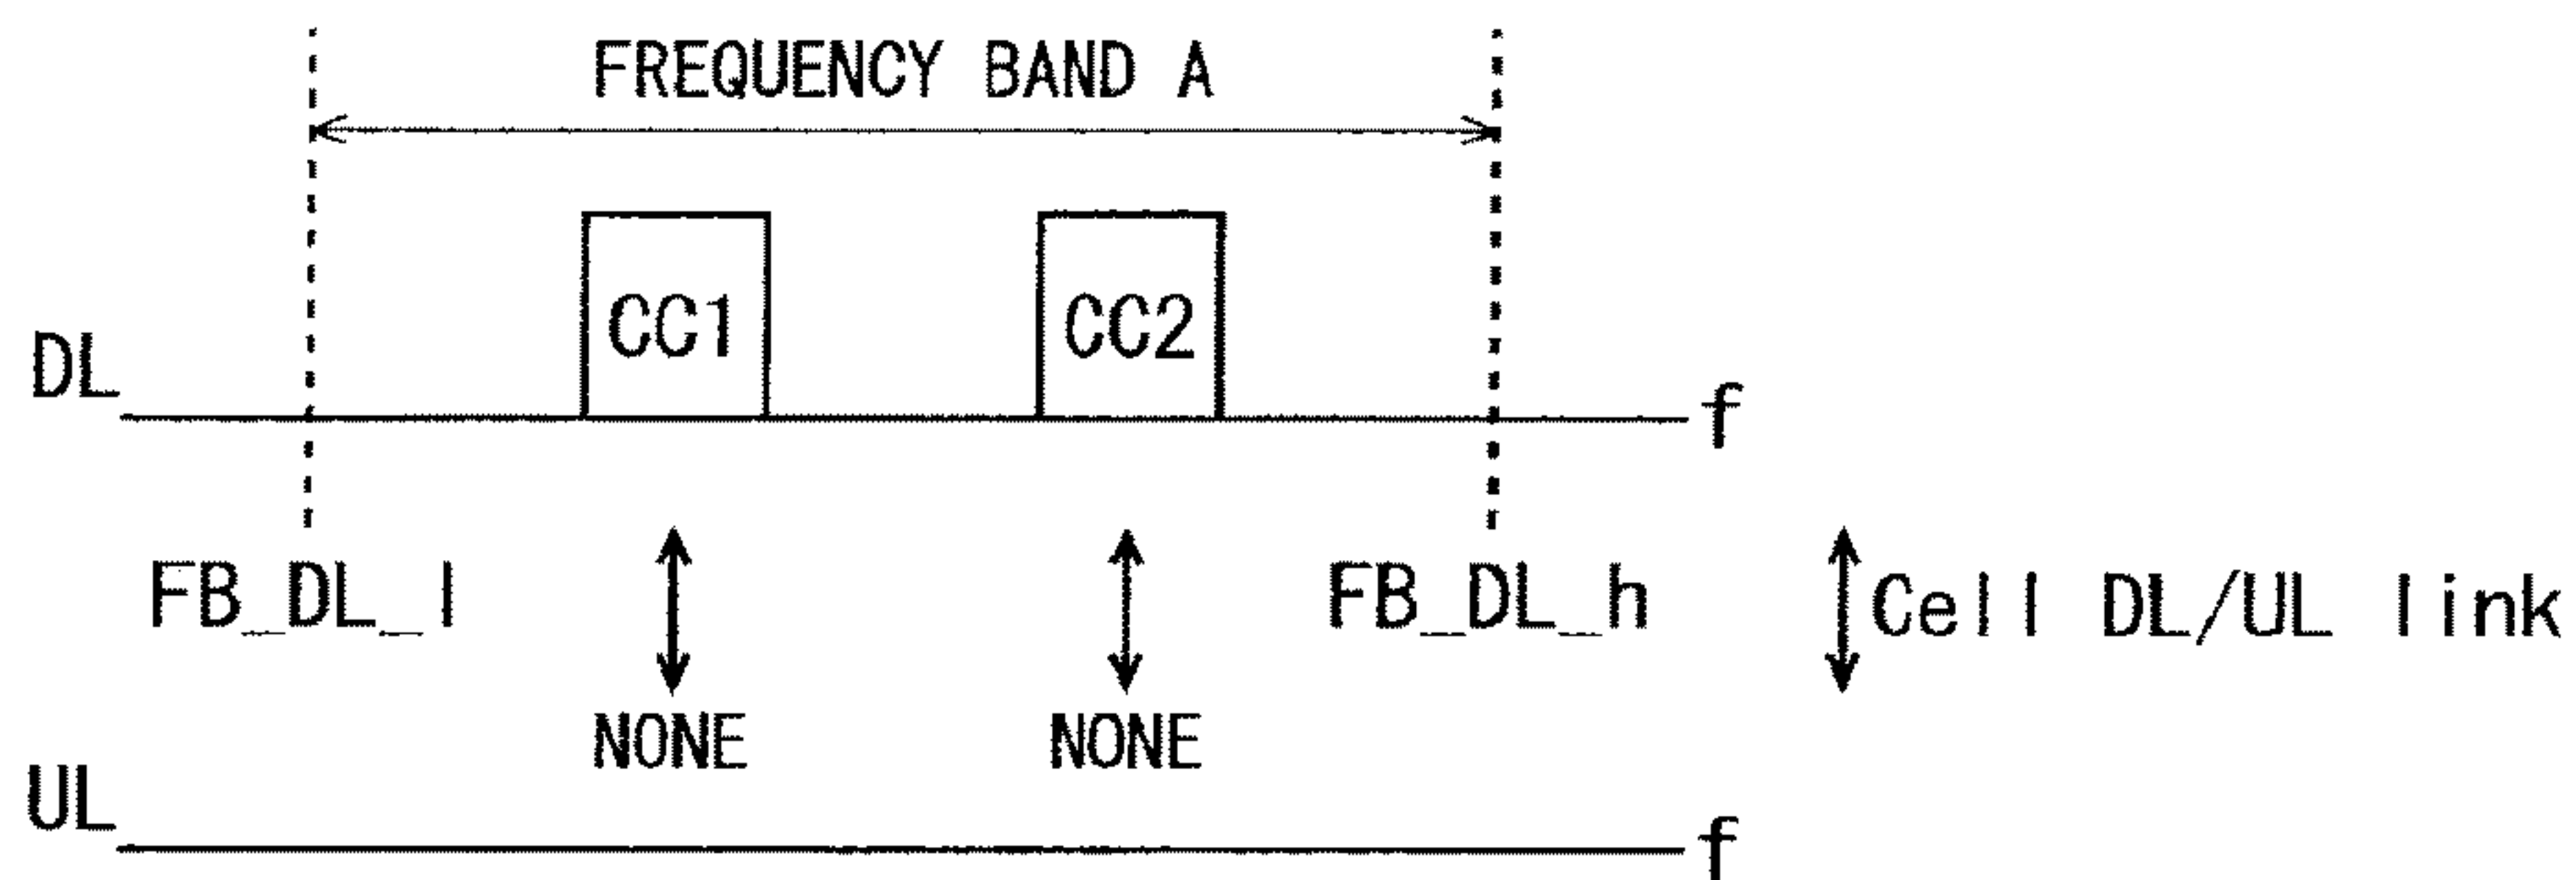 FREQUENCY BAND A
CC1 CC2
DL
f
FB_DL_l FB_DL_h Cell DL/UL link
NONE NONE
UL
f